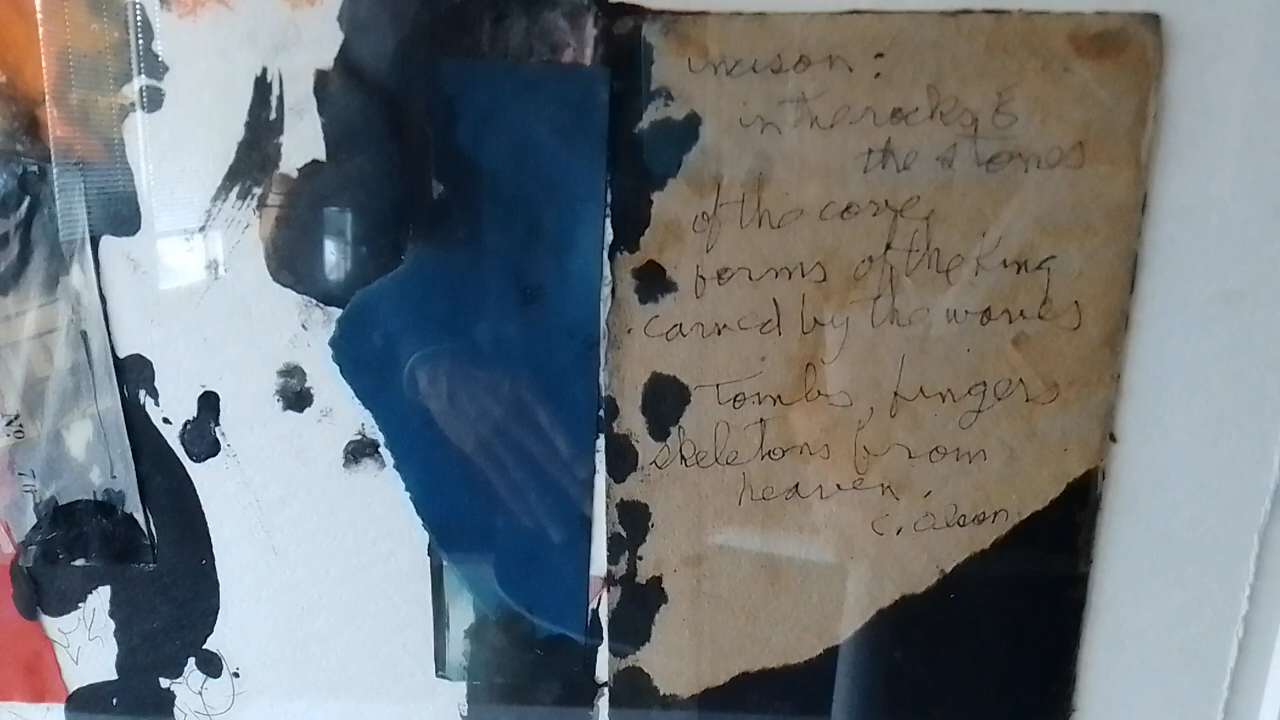 incison:
in the rocks &
the stones
of the cove,
forms of the King
carved by the waves
Tombs, fingers
skeletons from
heaven,
C. Olson
No